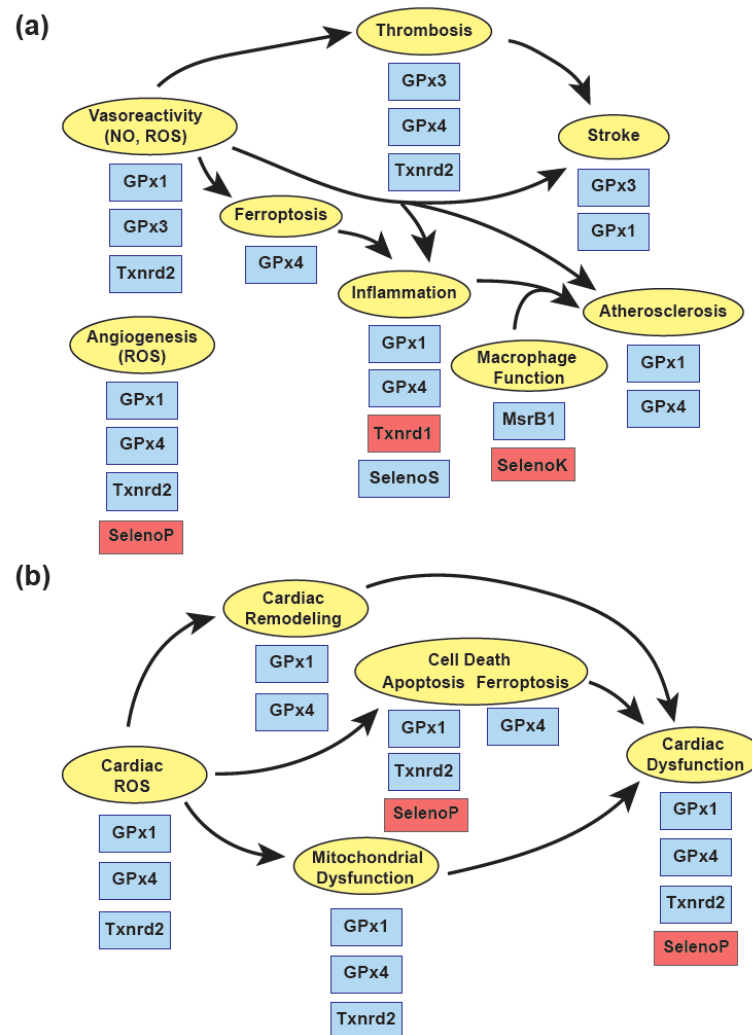 (a)
Thrombosis
GPx3
GPx4
Txnrd2
Vasoreactivity
(NO, ROS)
GPx1
GPx3
Txnrd2
Stroke
GPx3
GPx1
Ferroptosis
GPx4
Inflammation
GPx1
GPx4
Txnrd1
SelenoS
Macrophage
Function
MsrB1
SelenoK
Atherosclerosis
GPx1
GPx4
Angiogenesis
(ROS)
GPx1
GPx4
Txnrd2
SelenoP
(b)
Cardiac
Remodeling
GPx1
GPx4
Cell Death
Apoptosis Ferroptosis
GPx1
Txnrd2
SelenoP
GPx4
Cardiac
ROS
GPx1
GPx4
Txnrd2
Mitochondrial
Dysfunction
GPx1
GPx4
Txnrd2
Cardiac
Dysfunction
GPx1
GPx4
Txnrd2
SelenoP